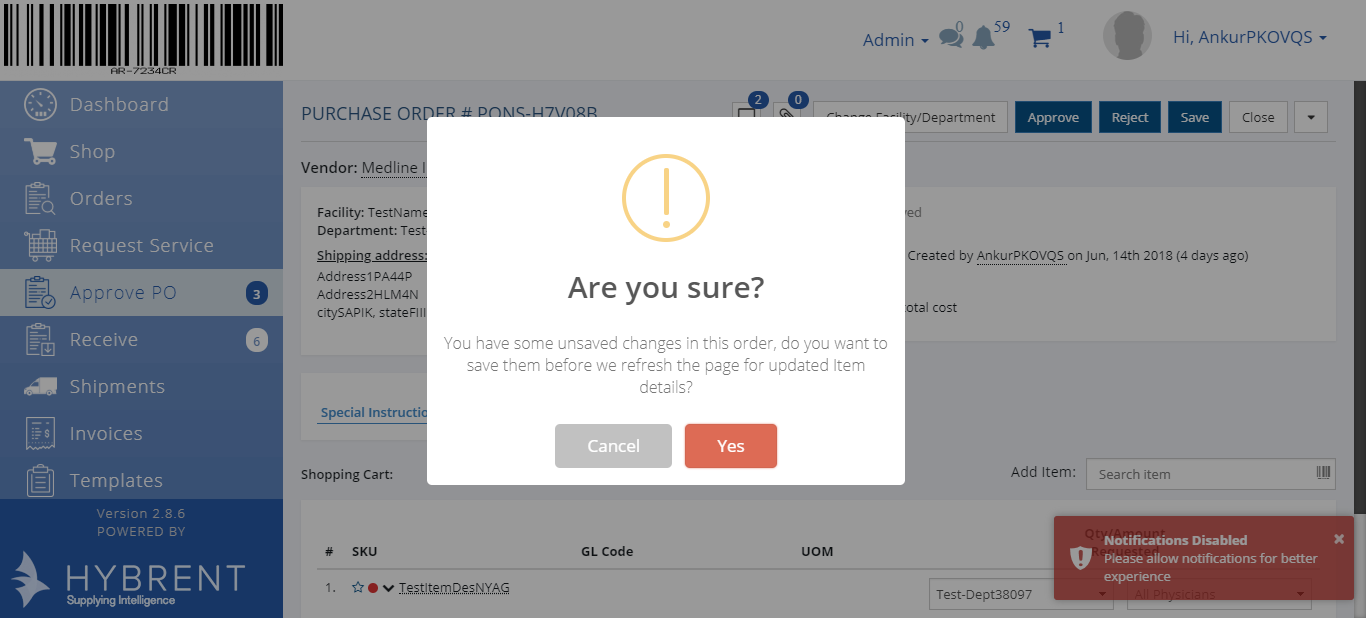 AR-7234CR
Admin
0
59
1
Hi, AnkurPKOVQS
Dashboard
Shop
Orders
Request Service
Approve PO
3
Receive
6
Shipments
Invoices
Templates
Version 2.8.6
POWERED BY
HYBRENT
Supplying Intelligence
PURCHASE ORDER # PONS-H7V08B
2
0
Change Facility/Department
Approve
Reject
Save
Close
Vendor: Medline I
Facility: TestName
Department: Test-
Shipping address:
Address1PA44P
Address2HLM4N
citySAPIK, stateFIII
Created by AnkurPKOVQS on Jun, 14th 2018 (4 days ago)
cost
Are you sure?
You have some unsaved changes in this order, do you want to
save them before we refresh the page for updated Item
details?
Cancel
Yes
Special Instructio
Shopping Cart:
Add Item:
Search item
# SKU GL Code UOM Qty/Amount
Requested
1. TestItemDesNYAG
Test-Dept38097
All Physicians
Notifications Disabled
Please allow notifications for better
experience